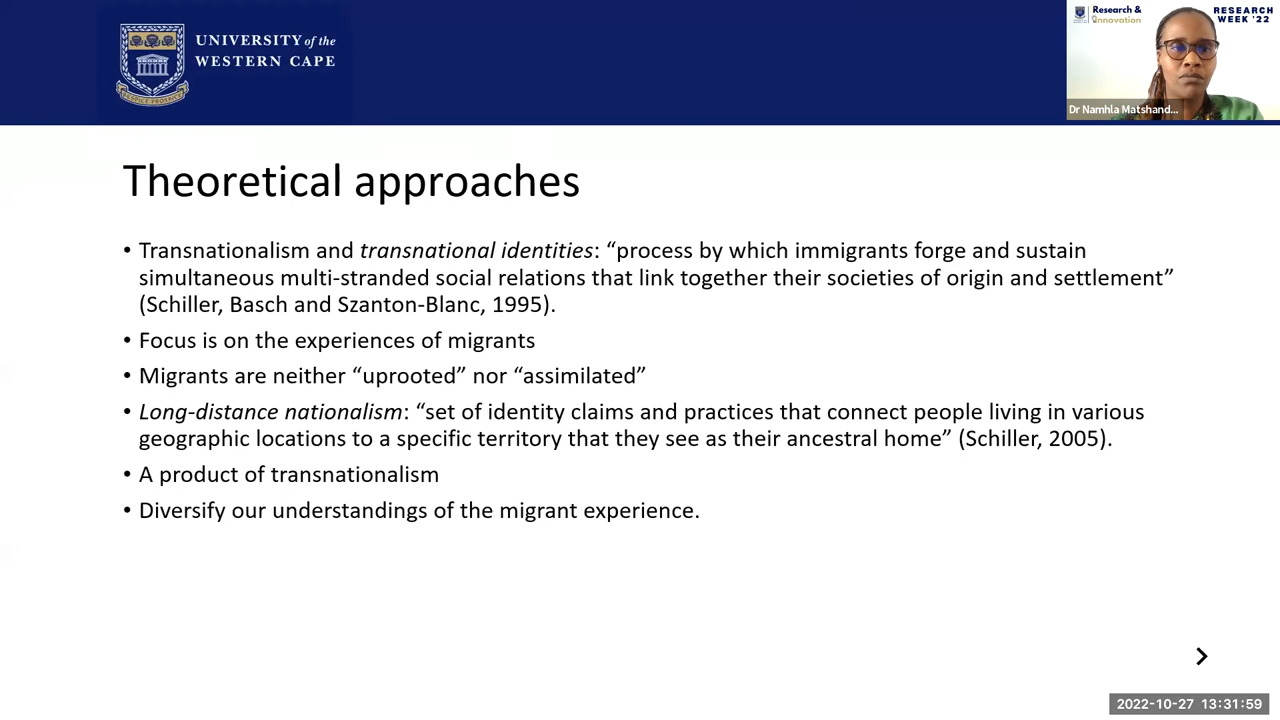 UNIVERSITY of the
WESTERN CAPE
Research &
Innovation
RESEARCH
WEEK '22
Dr Namhla Matshand...
Theoretical approaches
• Transnationalism and transnational identities: “process by which immigrants forge and sustain
simultaneous multi-stranded social relations that link together their societies of origin and settlement”
(Schiller, Basch and Szanton-Blanc, 1995).
• Focus is on the experiences of migrants
• Migrants are neither “uprooted” nor “assimilated”
• Long-distance nationalism: “set of identity claims and practices that connect people living in various
geographic locations to a specific territory that they see as their ancestral home” (Schiller, 2005).
• A product of transnationalism
• Diversify our understandings of the migrant experience.
2022-10-27 13:31:59